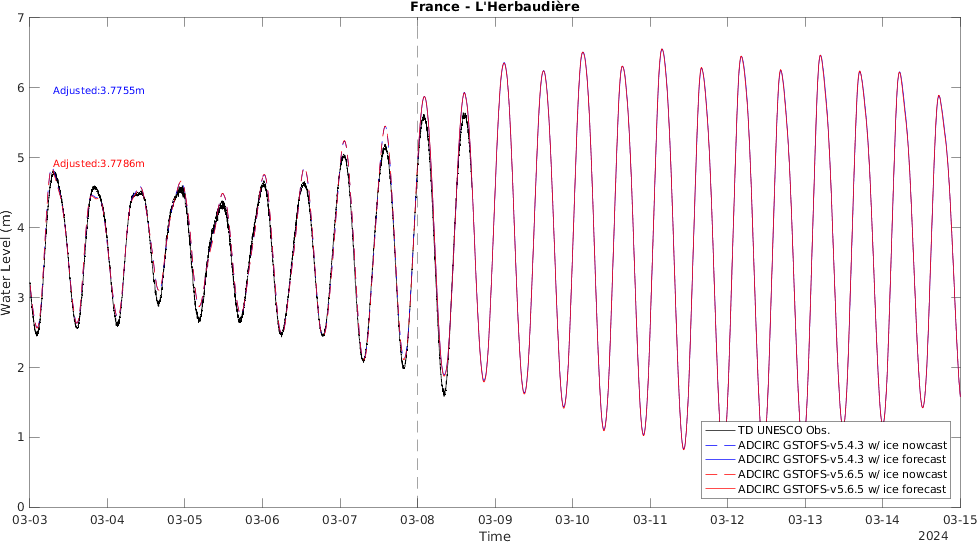 France - L'Herbaudière
7
6
5
4
3
2
1
0
Water Level (m)
Adjusted:3.7755m
Adjusted:3.7786m
TD UNESCO Obs.
ADCIRC GSTOFS-v5.4.3 w/ ice nowcast
ADCIRC GSTOFS-v5.4.3 w/ ice forecast
ADCIRC GSTOFS-v5.6.5 w/ ice nowcast
ADCIRC GSTOFS-v5.6.5 w/ ice forecast
03-03 03-04 03-05 03-06 03-07 03-08 03-09 03-10 03-11 03-12 03-13 03-14 03-15
Time
2024